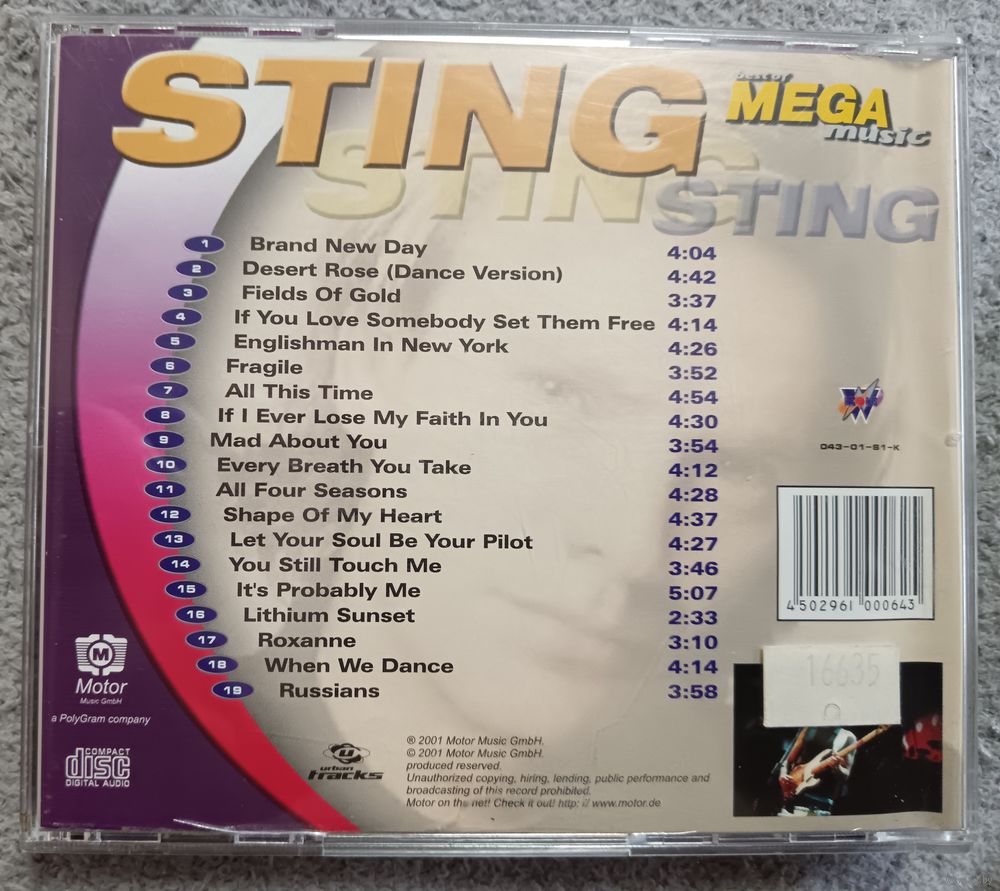 STING
best of
MEGA
music
STING
STING
1 Brand New Day 4:04
2 Desert Rose (Dance Version) 4:42
3 Fields Of Gold 3:37
4 If You Love Somebody Set Them Free 4:14
5 Englishman In New York 4:26
6 Fragile 3:52
7 All This Time 4:54
8 If I Ever Lose My Faith In You 4:30
9 Mad About You 3:54
10 Every Breath You Take 4:12
11 All Four Seasons 4:28
12 Shape Of My Heart 4:37
13 Let Your Soul Be Your Pilot 4:27
14 You Still Touch Me 3:46
15 It's Probably Me 5:07
16 Lithium Sunset 2:33
17 Roxanne 3:10
18 When We Dance 4:14
19 Russians 3:58
043-01-S1-K
4 502961 000643
16635
M
Motor
Music GmbH
a PolyGram company
COMPACT
disc
DIGITAL AUDIO
urban
tracks
® 2001 Motor Music GmbH.
© 2001 Motor Music GmbH.
produced reserved.
Unauthorized copying, hiring, lending, public performance and
broadcasting of this record prohibited.
Motor on the net! Check it out! http: // www.motor.de